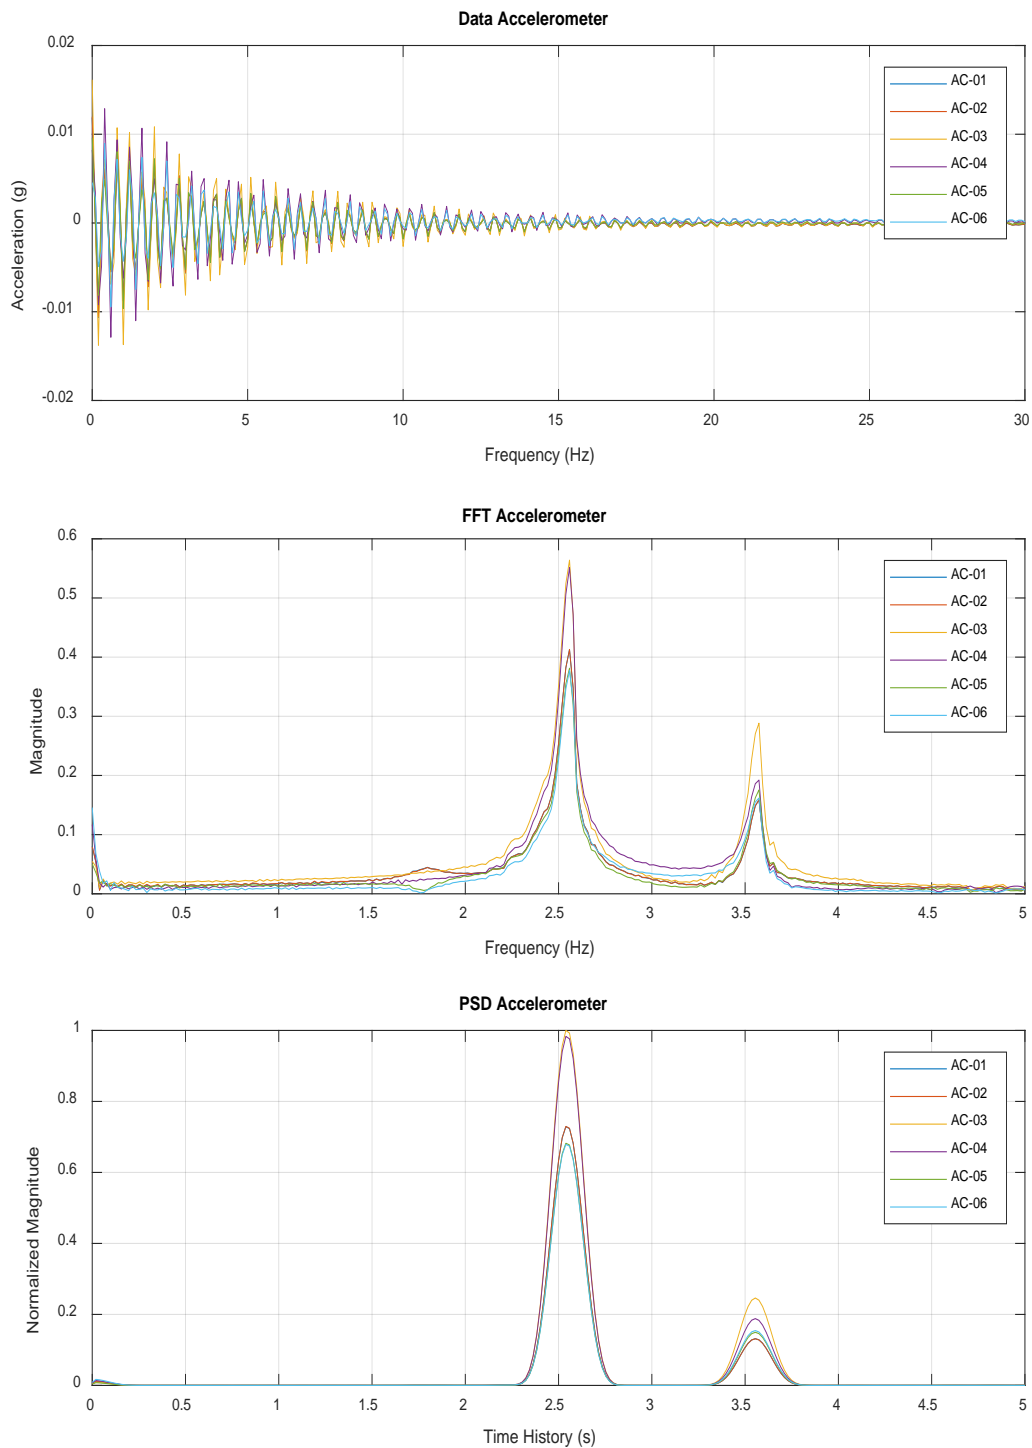 Data Accelerometer
0.02
0.01
0
-0.01
-0.02
Acceleration (g)
AC-01
AC-02
AC-03
AC-04
AC-05
AC-06
0 5 10 15 20 25 30
Frequency (Hz)
FFT Accelerometer
0.6
0.5
0.4
0.3
0.2
0.1
0
Magnitude
AC-01
AC-02
AC-03
AC-04
AC-05
AC-06
0 0.5 1 1.5 2 2.5 3 3.5 4 4.5 5
Frequency (Hz)
PSD Accelerometer
1
0.8
0.6
0.4
0.2
0
Normalized Magnitude
AC-01
AC-02
AC-03
AC-04
AC-05
AC-06
0 0.5 1 1.5 2 2.5 3 3.5 4 4.5 5
Time History (s)